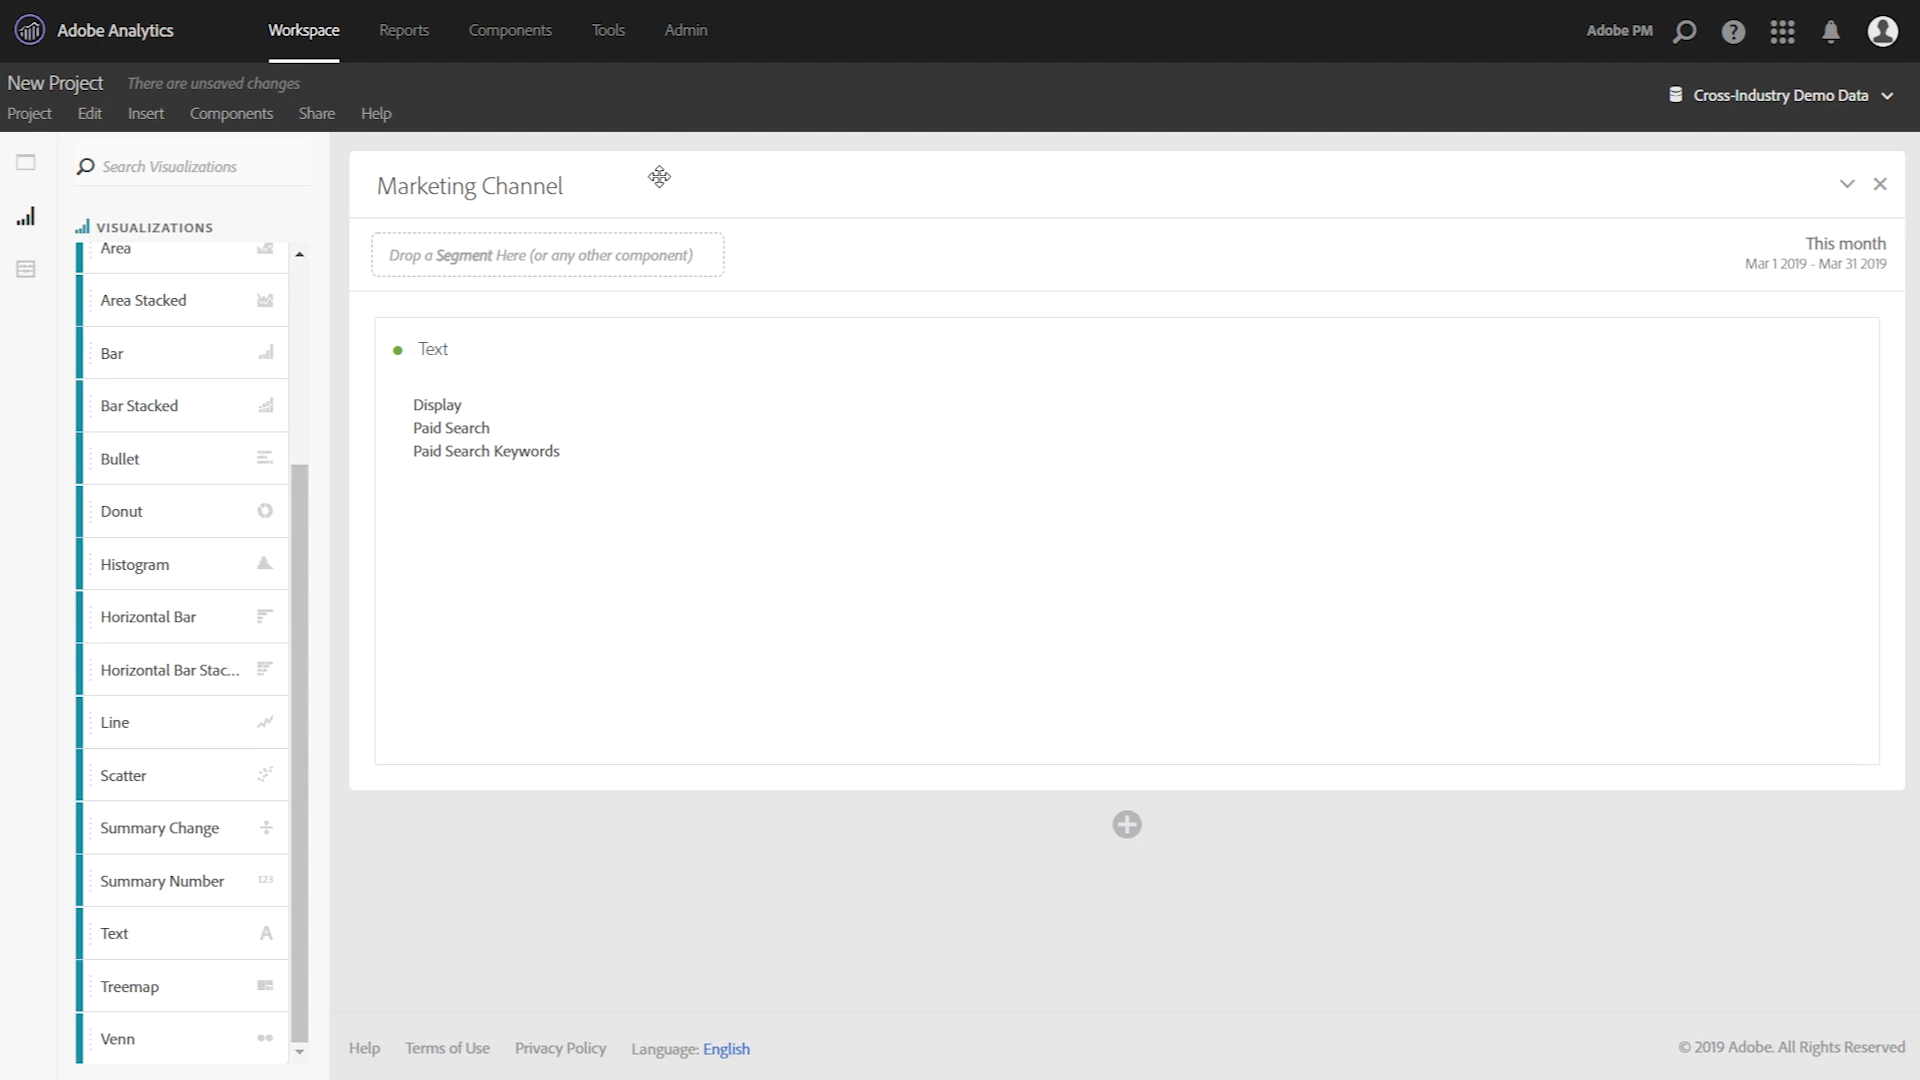 Adobe Analytics
Workspace
Reports
Components
Tools
Admin
Adobe PM
New Project
There are unsaved changes
Project
Edit
Insert
Components
Share
Help
Cross-Industry Demo Data
Search Visualizations
VISUALIZATIONS
Area
Area Stacked
Bar
Bar Stacked
Bullet
Donut
Histogram
Horizontal Bar
Horizontal Bar Stac...
Line
Scatter
Summary Change
Summary Number
123
Text
A
Treemap
Venn
Marketing Channel
Drop a Segment Here (or any other component)
This month
Mar 1 2019 - Mar 31 2019
Text
Display
Paid Search
Paid Search Keywords
Help
Terms of Use
Privacy Policy
Language: English
© 2019 Adobe. All Rights Reserved